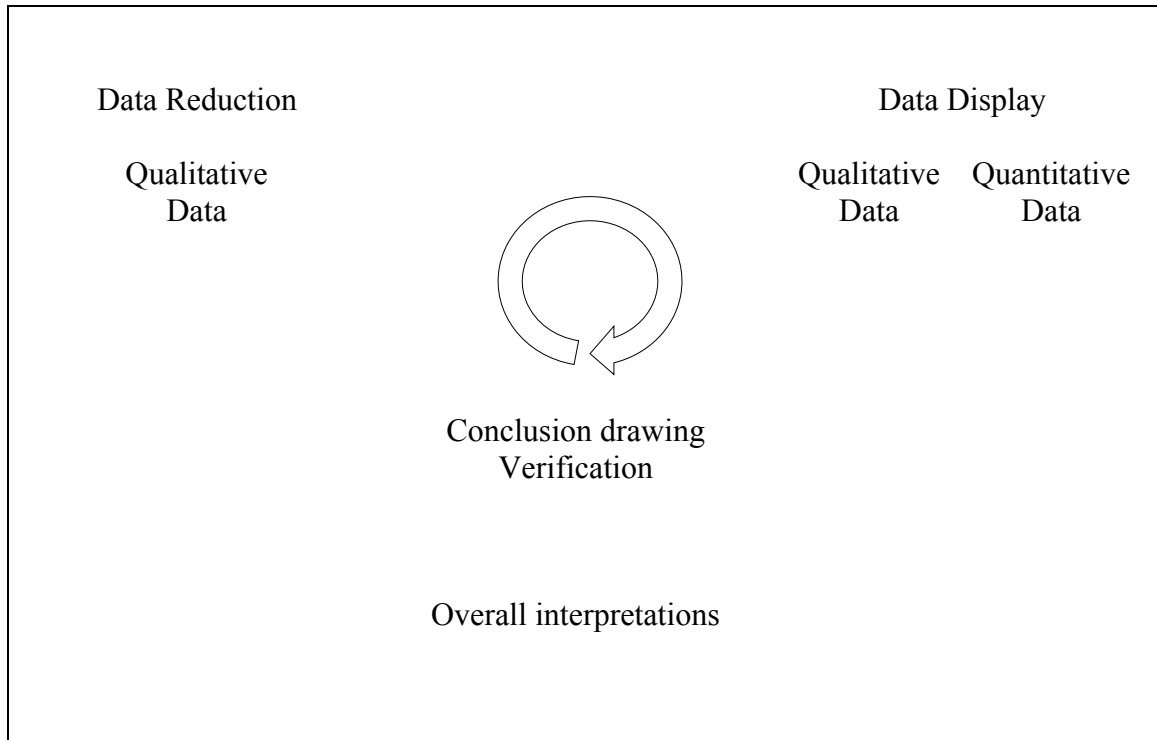 Data Reduction
Qualitative
Data
Data Display
Qualitative
Data
Quantitative
Data
Conclusion drawing
Verification
Overall interpretations